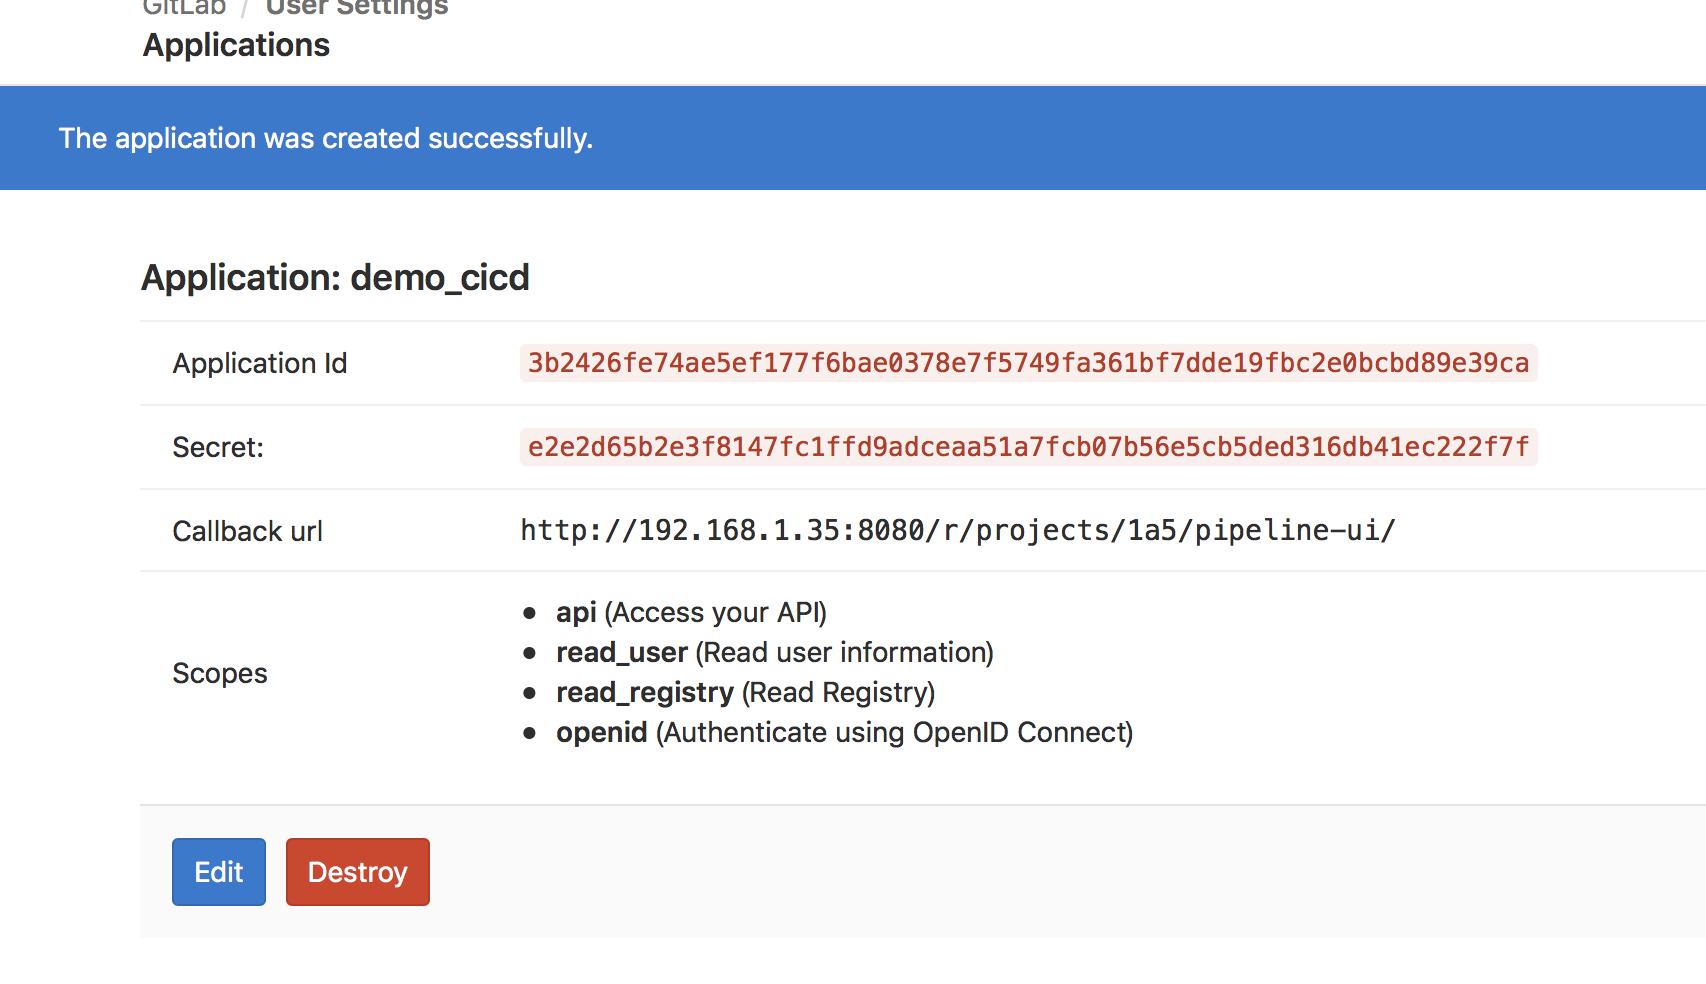 GitLab / User Settings
Applications
The application was created successfully.
Application: demo_cicd
Application Id 3b2426fe74ae5ef177f6bae0378e7f5749fa361bf7dde19fbc2e0bcbd89e39ca
Secret: e2e2d65b2e3f8147fc1ffd9adceaa51a7fcb07b56e5cb5ded316db41ec222f7f
Callback url http://192.168.1.35:8080/r/projects/1a5/pipeline-ui/
Scopes
• api (Access your API)
• read_user (Read user information)
• read_registry (Read Registry)
• openid (Authenticate using OpenID Connect)
Edit Destroy